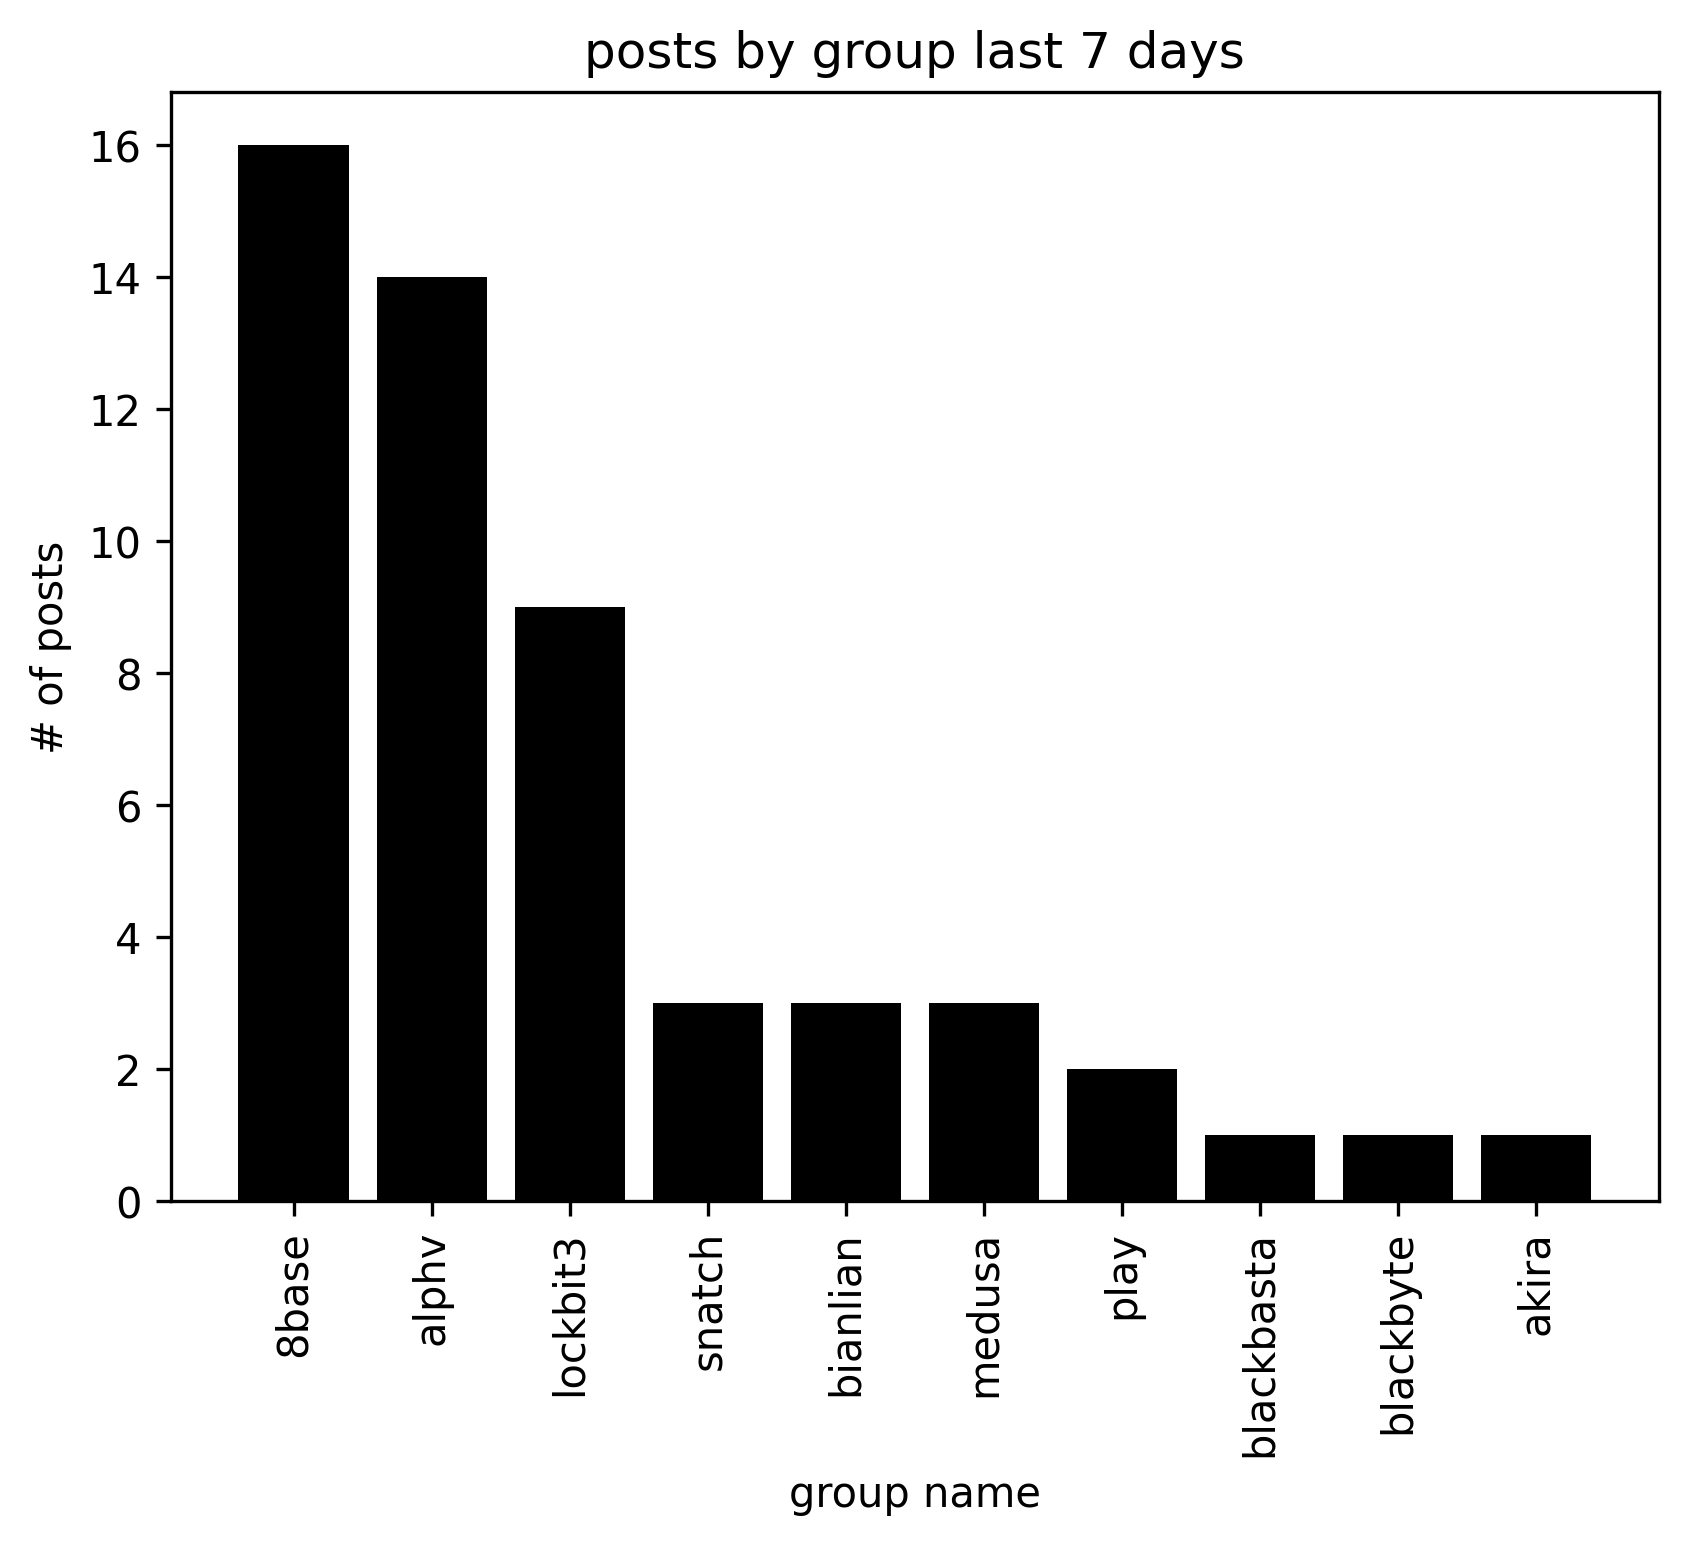 posts by group last 7 days
# of posts
16
14
12
10
8
6
4
2
0
8base
alphv
lockbit3
snatch
bianlian
medusa
play
blackbasta
blackbyte
akira
group name